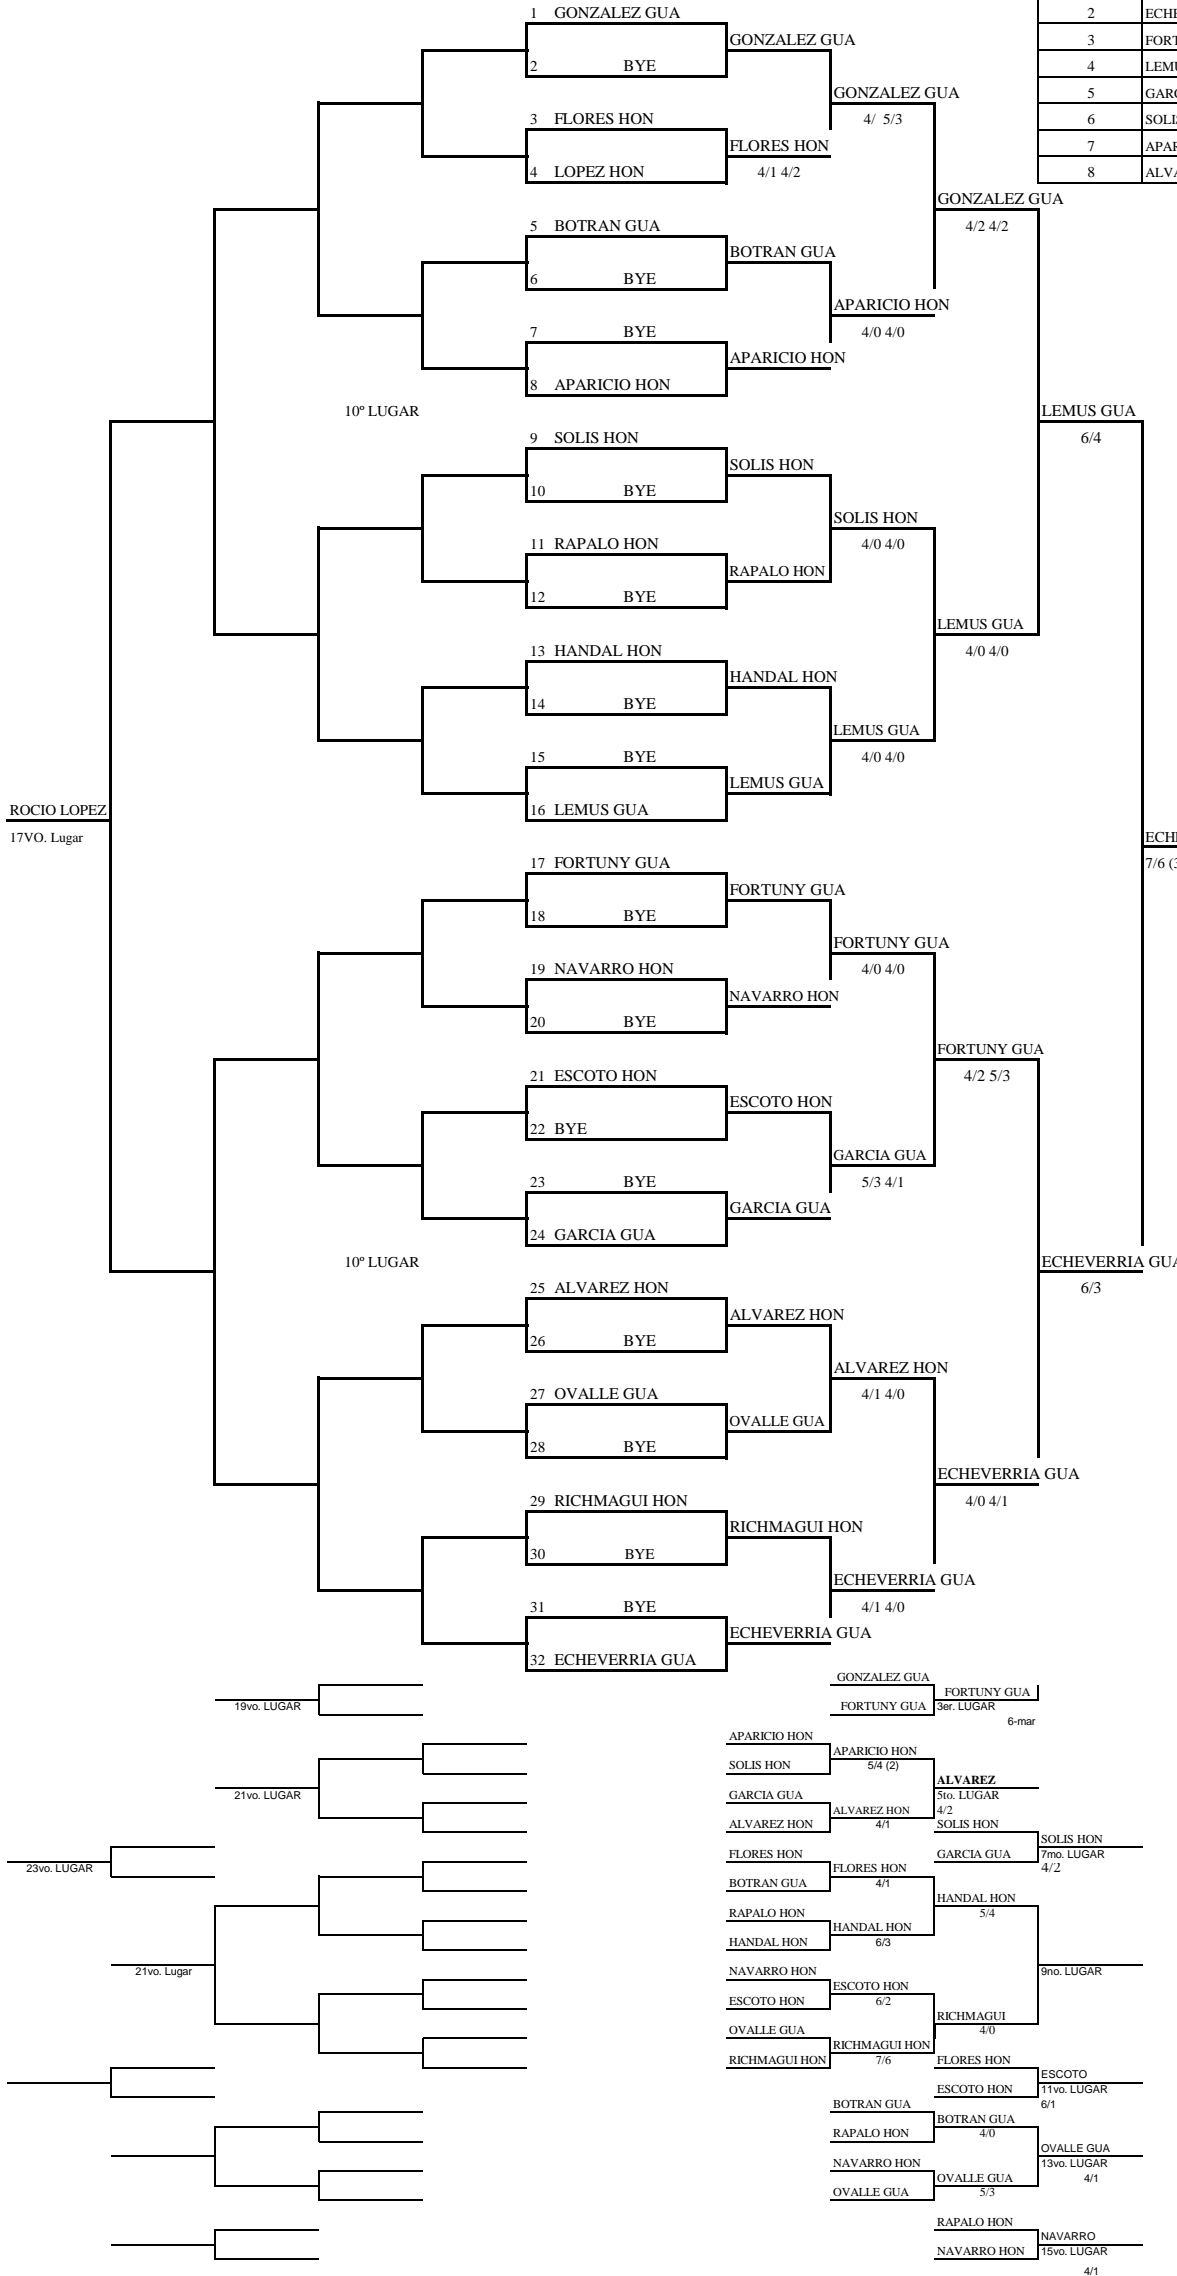 1 GONZALEZ GUA
2 BYE
GONZALEZ GUA
3 FLORES HON
4 LOPEZ HON
FLORES HON
4/1 4/2
GONZALEZ GUA
4/ 5/3
5 BOTRAN GUA
6 BYE
BOTRAN GUA
7 BYE
8 APARICIO HON
APARICIO HON
APARICIO HON
4/0 4/0
GONZALEZ GUA
4/2 4/2
10º LUGAR
9 SOLIS HON
10 BYE
SOLIS HON
11 RAPALO HON
12 BYE
RAPALO HON
SOLIS HON
4/0 4/0
13 HANDAL HON
14 BYE
HANDAL HON
15 BYE
16 LEMUS GUA
LEMUS GUA
LEMUS GUA
4/0 4/0
LEMUS GUA
4/0 4/0
LEMUS GUA
6/4
ROCIO LOPEZ
17VO. Lugar
17 FORTUNY GUA
18 BYE
FORTUNY GUA
19 NAVARRO HON
20 BYE
NAVARRO HON
FORTUNY GUA
4/0 4/0
21 ESCOTO HON
22 BYE
ESCOTO HON
23 BYE
24 GARCIA GUA
GARCIA GUA
GARCIA GUA
5/3 4/1
FORTUNY GUA
4/2 5/3
10º LUGAR
25 ALVAREZ HON
26 BYE
ALVAREZ HON
27 OVALLE GUA
28 BYE
OVALLE GUA
ALVAREZ HON
4/1 4/0
29 RICHMAGUI HON
30 BYE
RICHMAGUI HON
31 BYE
32 ECHEVERRIA GUA
ECHEVERRIA GUA
ECHEVERRIA GUA
4/1 4/0
ECHEVERRIA GUA
4/0 4/1
ECHEVERRIA GUA
6/3
ECHE
7/6 (3
2 ECHE
3 FORT
4 LEMU
5 GARC
6 SOLIS
7 APAR
8 ALVA
19vo. LUGAR
GONZALEZ GUA
FORTUNY GUA
FORTUNY GUA
3er. LUGAR
6-mar
21vo. LUGAR
APARICIO HON
SOLIS HON
APARICIO HON
5/4 (2)
GARCIA GUA
ALVAREZ HON
ALVAREZ HON
4/1
ALVAREZ
5to. LUGAR
4/2
23vo. LUGAR
SOLIS HON
GARCIA GUA
SOLIS HON
7mo. LUGAR
4/2
21vo. Lugar
FLORES HON
BOTRAN GUA
FLORES HON
4/1
RAPALO HON
HANDAL HON
HANDAL HON
6/3
HANDAL HON
5/4
NAVARRO HON
ESCOTO HON
ESCOTO HON
6/2
OVALLE GUA
RICHMAGUI HON
RICHMAGUI HON
7/6
RICHMAGUI
4/0
9no. LUGAR
FLORES HON
ESCOTO HON
ESCOTO
11vo. LUGAR
6/1
BOTRAN GUA
RAPALO HON
BOTRAN GUA
4/0
NAVARRO HON
OVALLE GUA
OVALLE GUA
5/3
OVALLE GUA
13vo. LUGAR
4/1
RAPALO HON
NAVARRO HON
NAVARRO
15vo. LUGAR
4/1